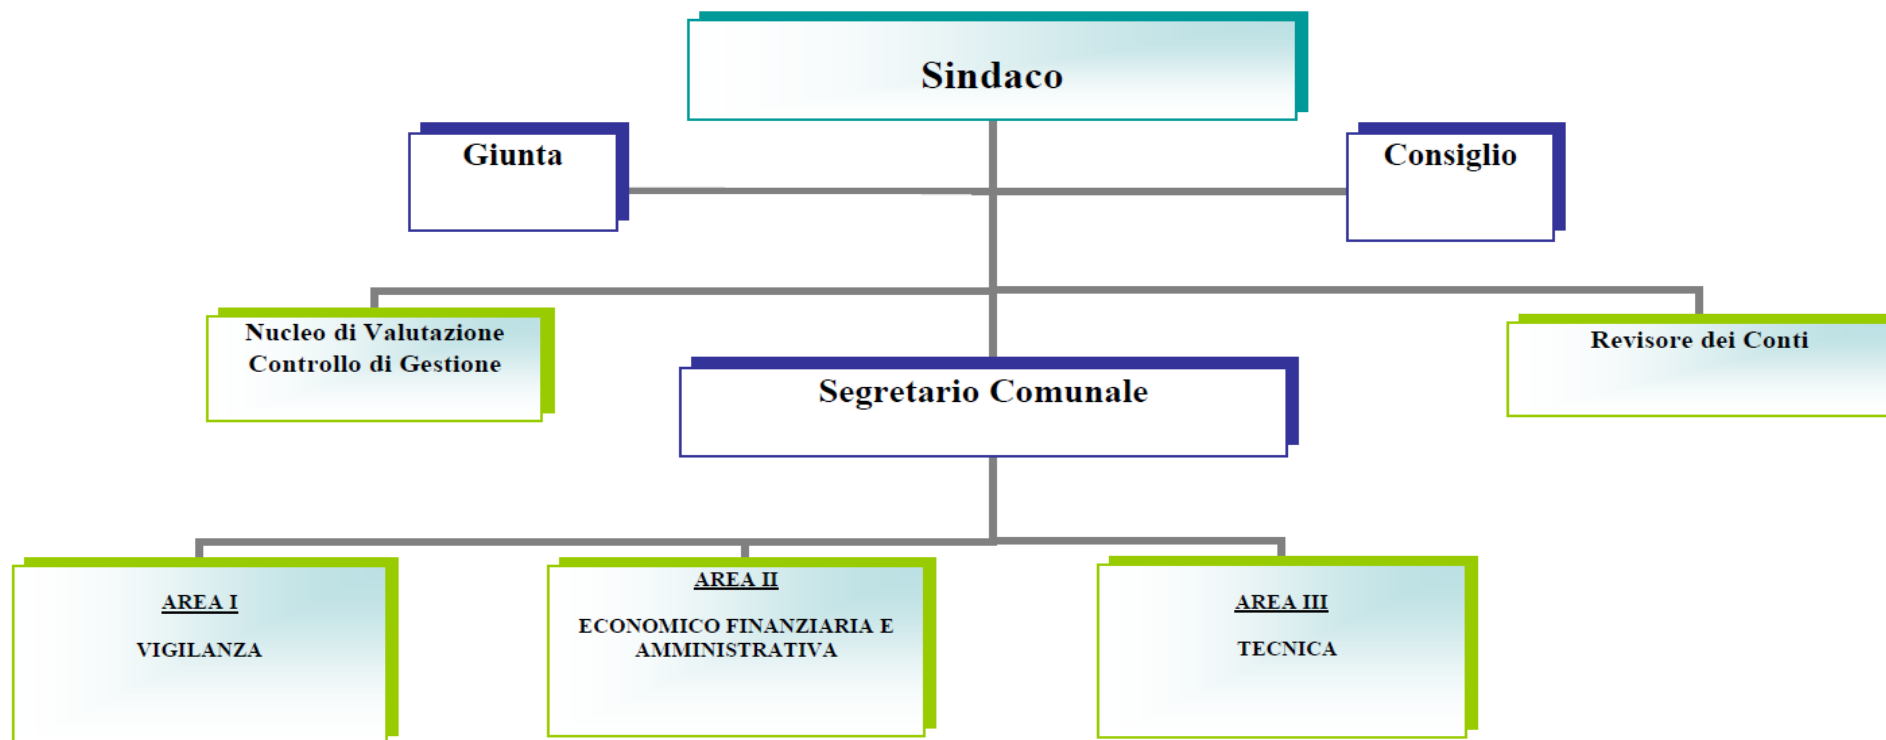 Sindaco
Giunta
Consiglio
Nucleo di Valutazione
Controllo di Gestione
Revisore dei Conti
Segretario Comunale
AREA I
VIGILANZA
AREA II
ECONOMICO FINANZIARIA E
AMMINISTRATIVA
AREA III
TECNICA